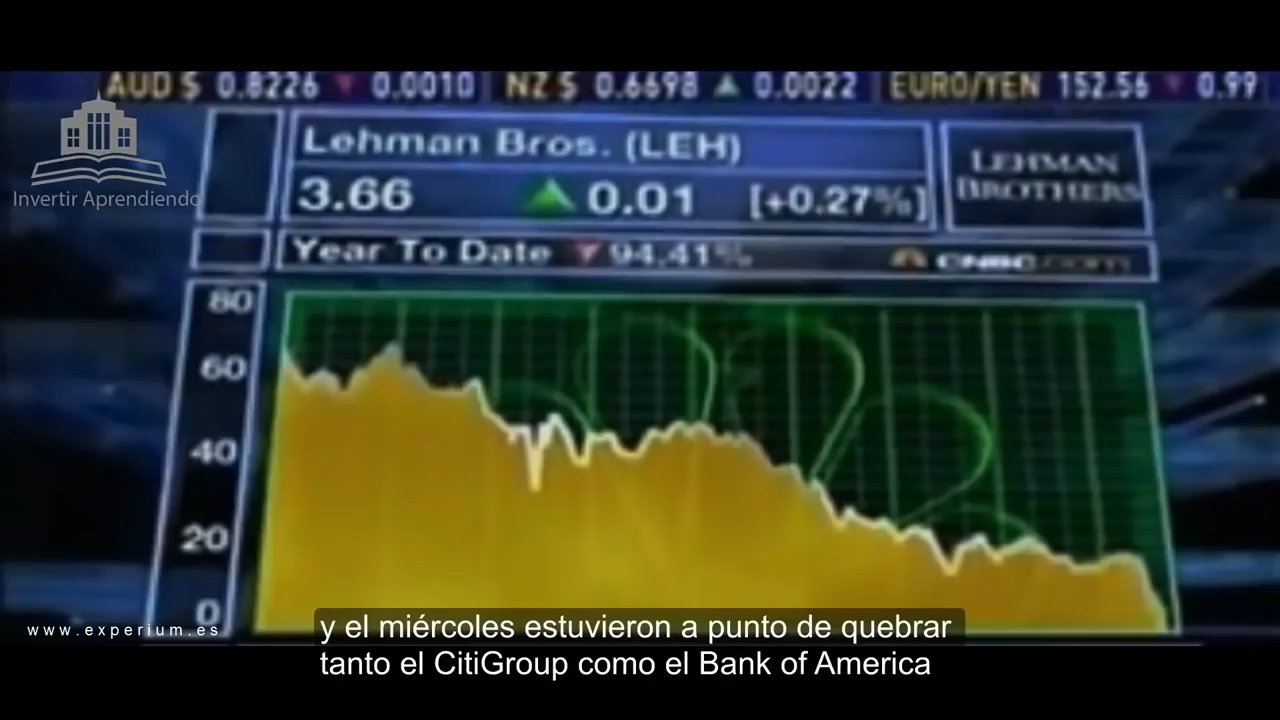 AUD $ 0.8226 0.0010 NZ $ 0.6698 0.0022 EURO/YEN 152.56 0.99
Lehman Bros. (LEH)
3.66 0.01 [+0.27%]
LEHMAN
BROTHERS
Invertir Aprendiendo
Year To Date 94.41% CNBC.com
80
60
40
20
0
www.experium.es
y el miércoles estuvieron a punto de quebrar
tanto el CitiGroup como el Bank of America